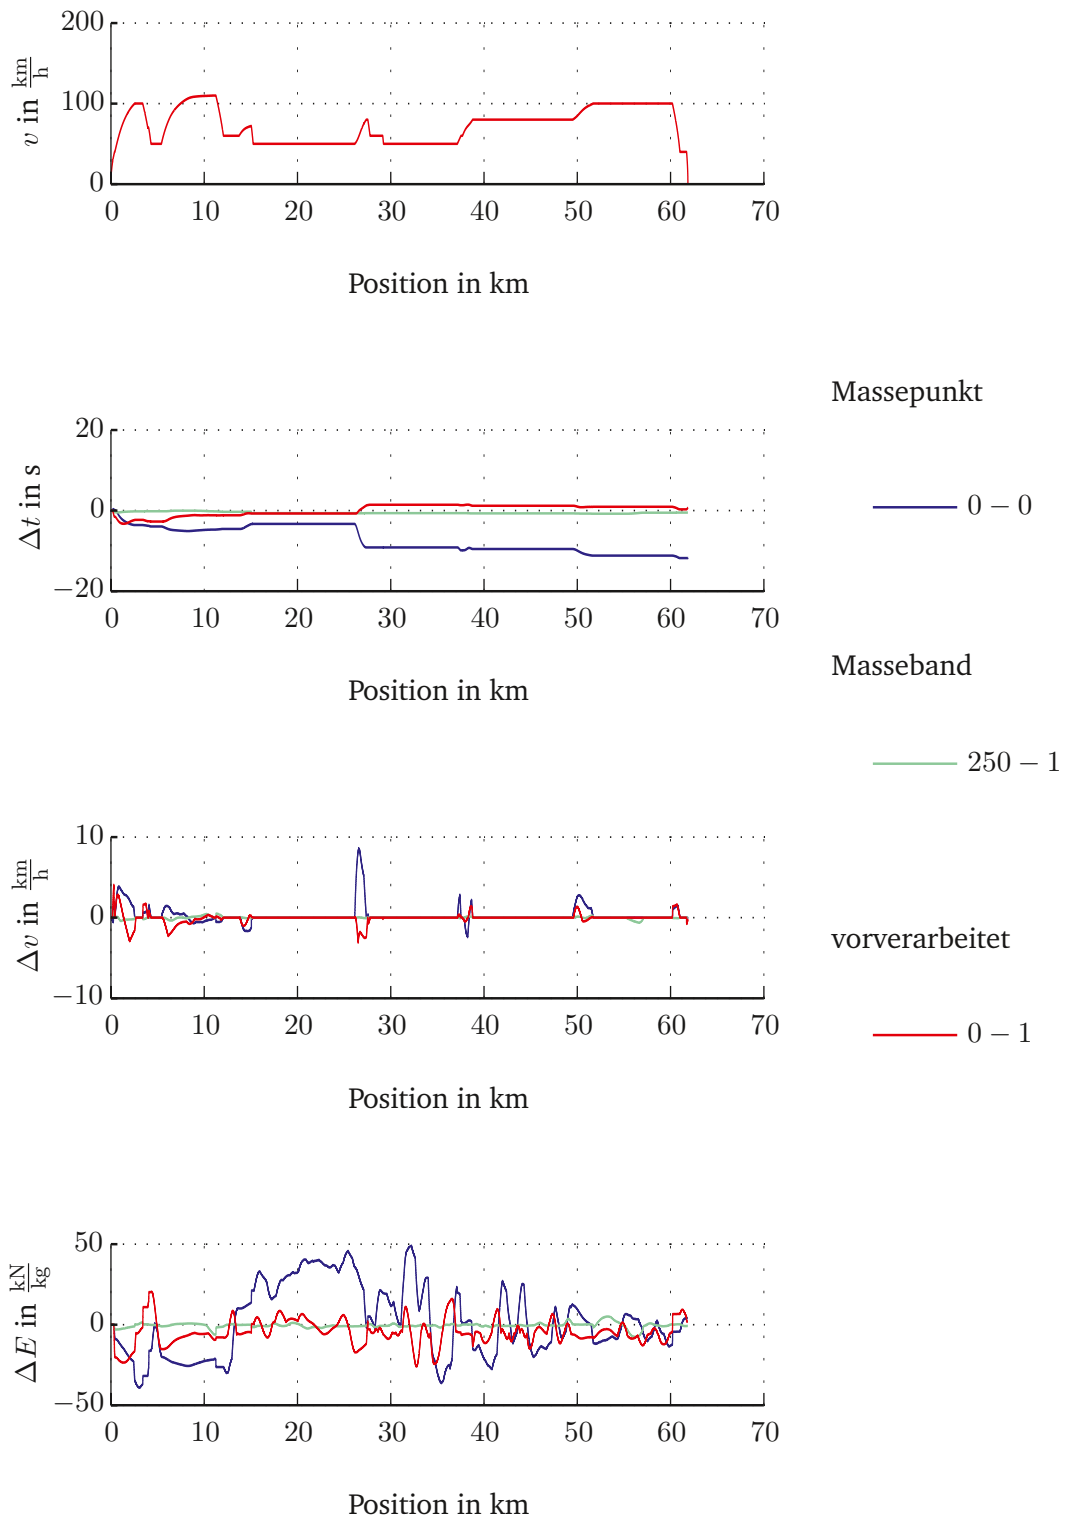 200
100
0
v in km/h
0 10 20 30 40 50 60 70
Position in km
Massepunkt
0 − 0
Masseband
250 − 1
vorverarbeitet
0 − 1
20
0
−20
Δt in s
0 10 20 30 40 50 60 70
Position in km
10
0
−10
Δv in km/h
0 10 20 30 40 50 60 70
Position in km
50
0
−50
ΔE in kN/kg
0 10 20 30 40 50 60 70
Position in km